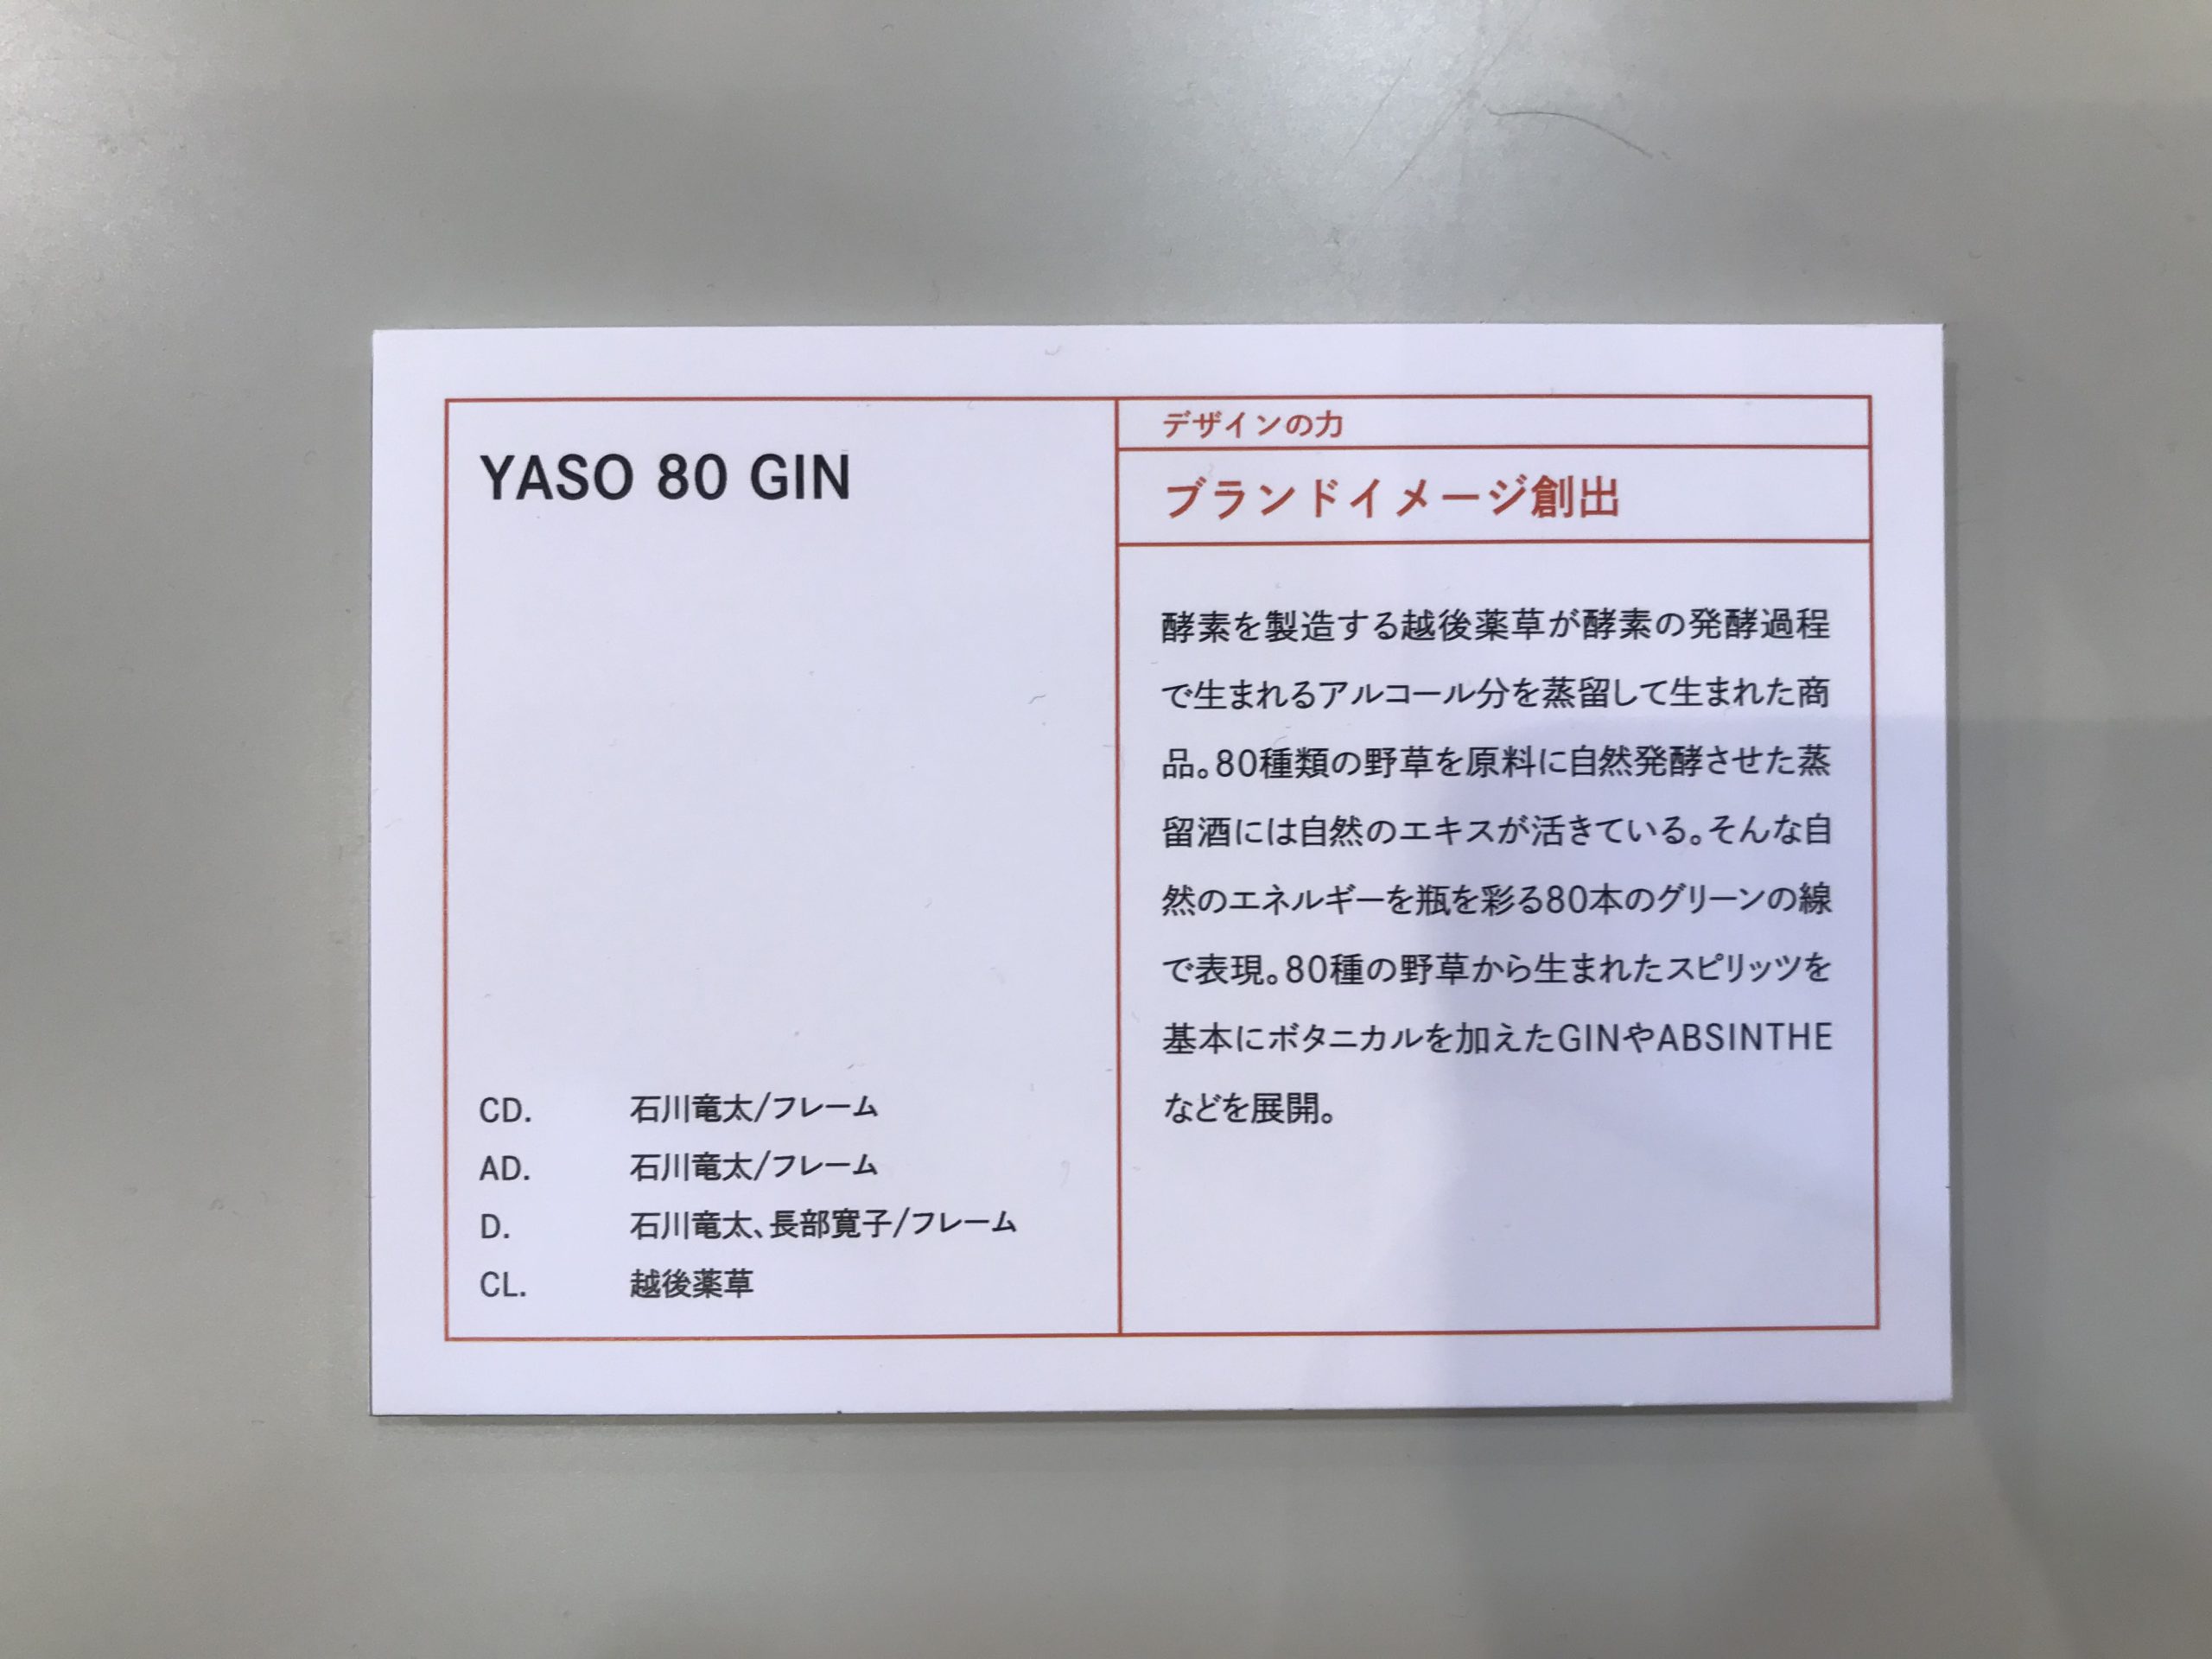 YASO 80 GIN
CD. 石川竜太/フレーム
AD. 石川竜太/フレーム
D. 石川竜太、長部寛子/フレーム
CL. 越後薬草
デザインの力
ブランドイメージ創出
酵素を製造する越後薬草が酵素の発酵過程
で生まれるアルコール分を蒸留して生まれた商
品。80種類の野草を原料に自然発酵させた蒸
留酒には自然のエキスが活きている。そんな自
然のエネルギーを瓶を彩る80本のグリーンの線
で表現。80種の野草から生まれたスピリッツを
基本にボタニカルを加えたGINやABSINTHE
などを展開。